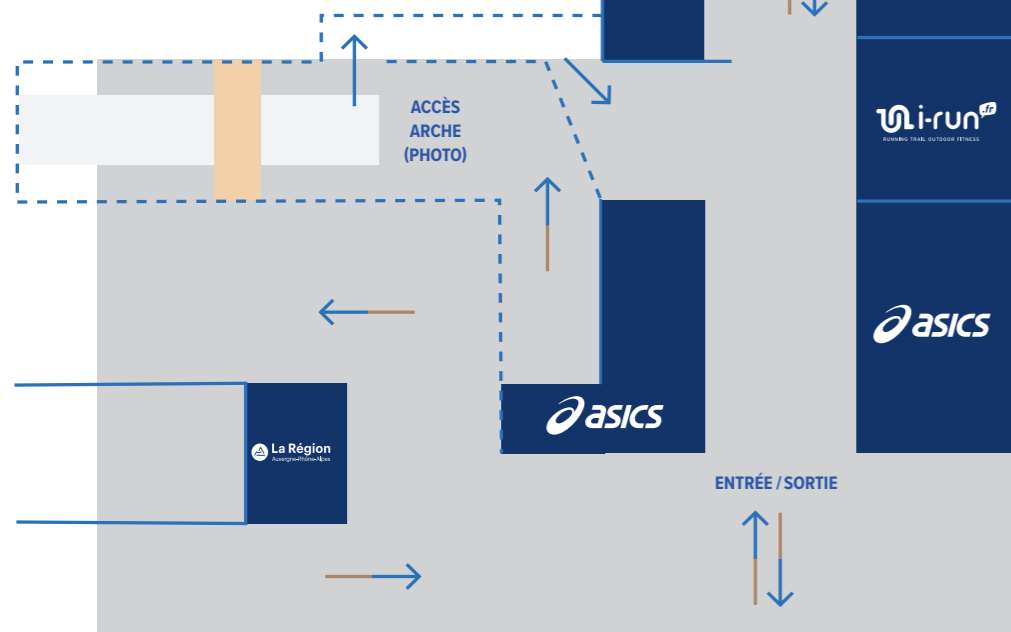 ACCÈS
ARCHE
(PHOTO)
i-run.fr
RUNNING TRAIL OUTDOOR FITNESS
asics
asics
La Région
Auvergne-Rhône-Alpes
ENTRÉE / SORTIE